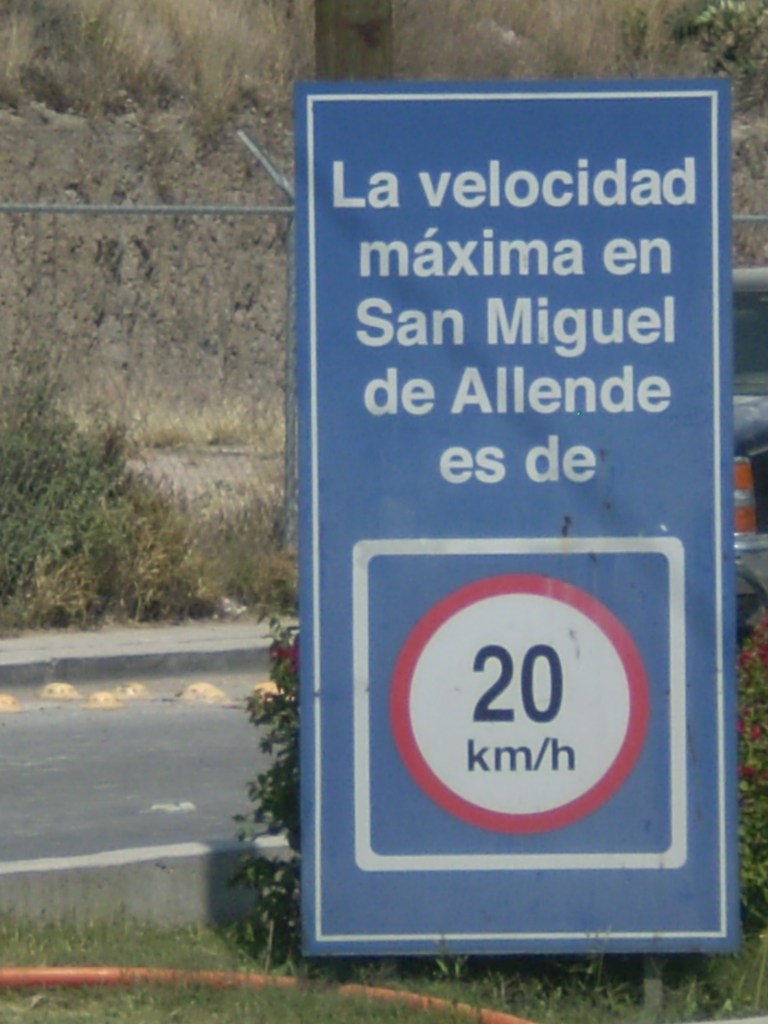 La velocidad
máxima en
San Miguel
de Allende
es de
20
km/h